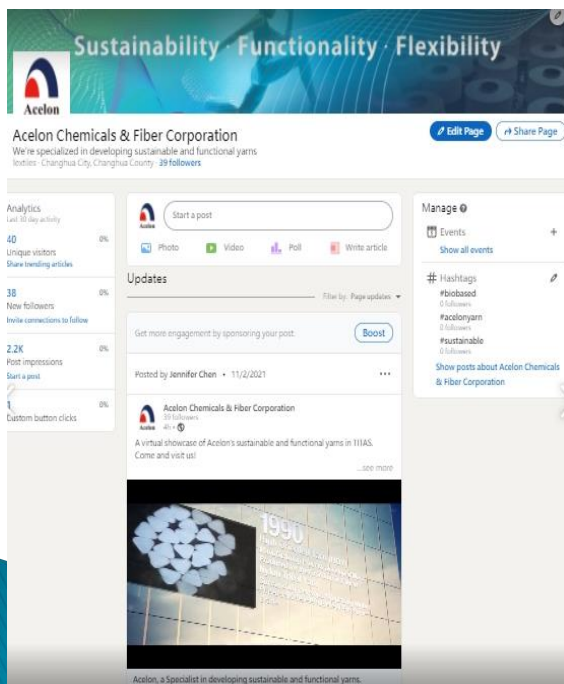 Sustainability · Functionality · Flexibility
Acelon
Acelon Chemicals & Fiber Corporation
We're specialized in developing sustainable and functional yarns
Textiles · Changhua City, Changhua County · 39 followers
Edit Page
Share Page
Analytics
Last 30 day activity
40 0%
Unique visitors
Share trending articles
38 0%
New followers
Invite connections to follow
2.2K 0%
Post impressions
Start a post
1 0%
Custom button clicks
Start a post
Photo
Video
Poll
Write article
Updates
Filter by: Page updates
Get more engagement by sponsoring your post.
Boost
Posted by Jennifer Chen • 11/2/2021
Acelon Chemicals & Fiber Corporation
39 followers
4h
A virtual showcase of Acelon's sustainable and functional yarns in
Come and visit us!
...see more
1990
Acelon, a Specialist in developing sustainable and functional yarns.
Manage
Events
Show all events
Hashtags
#biobased
0 followers
#acelonyarn
0 followers
#sustainable
0 followers
Show posts about Acelon Chemicals
& Fiber Corporation